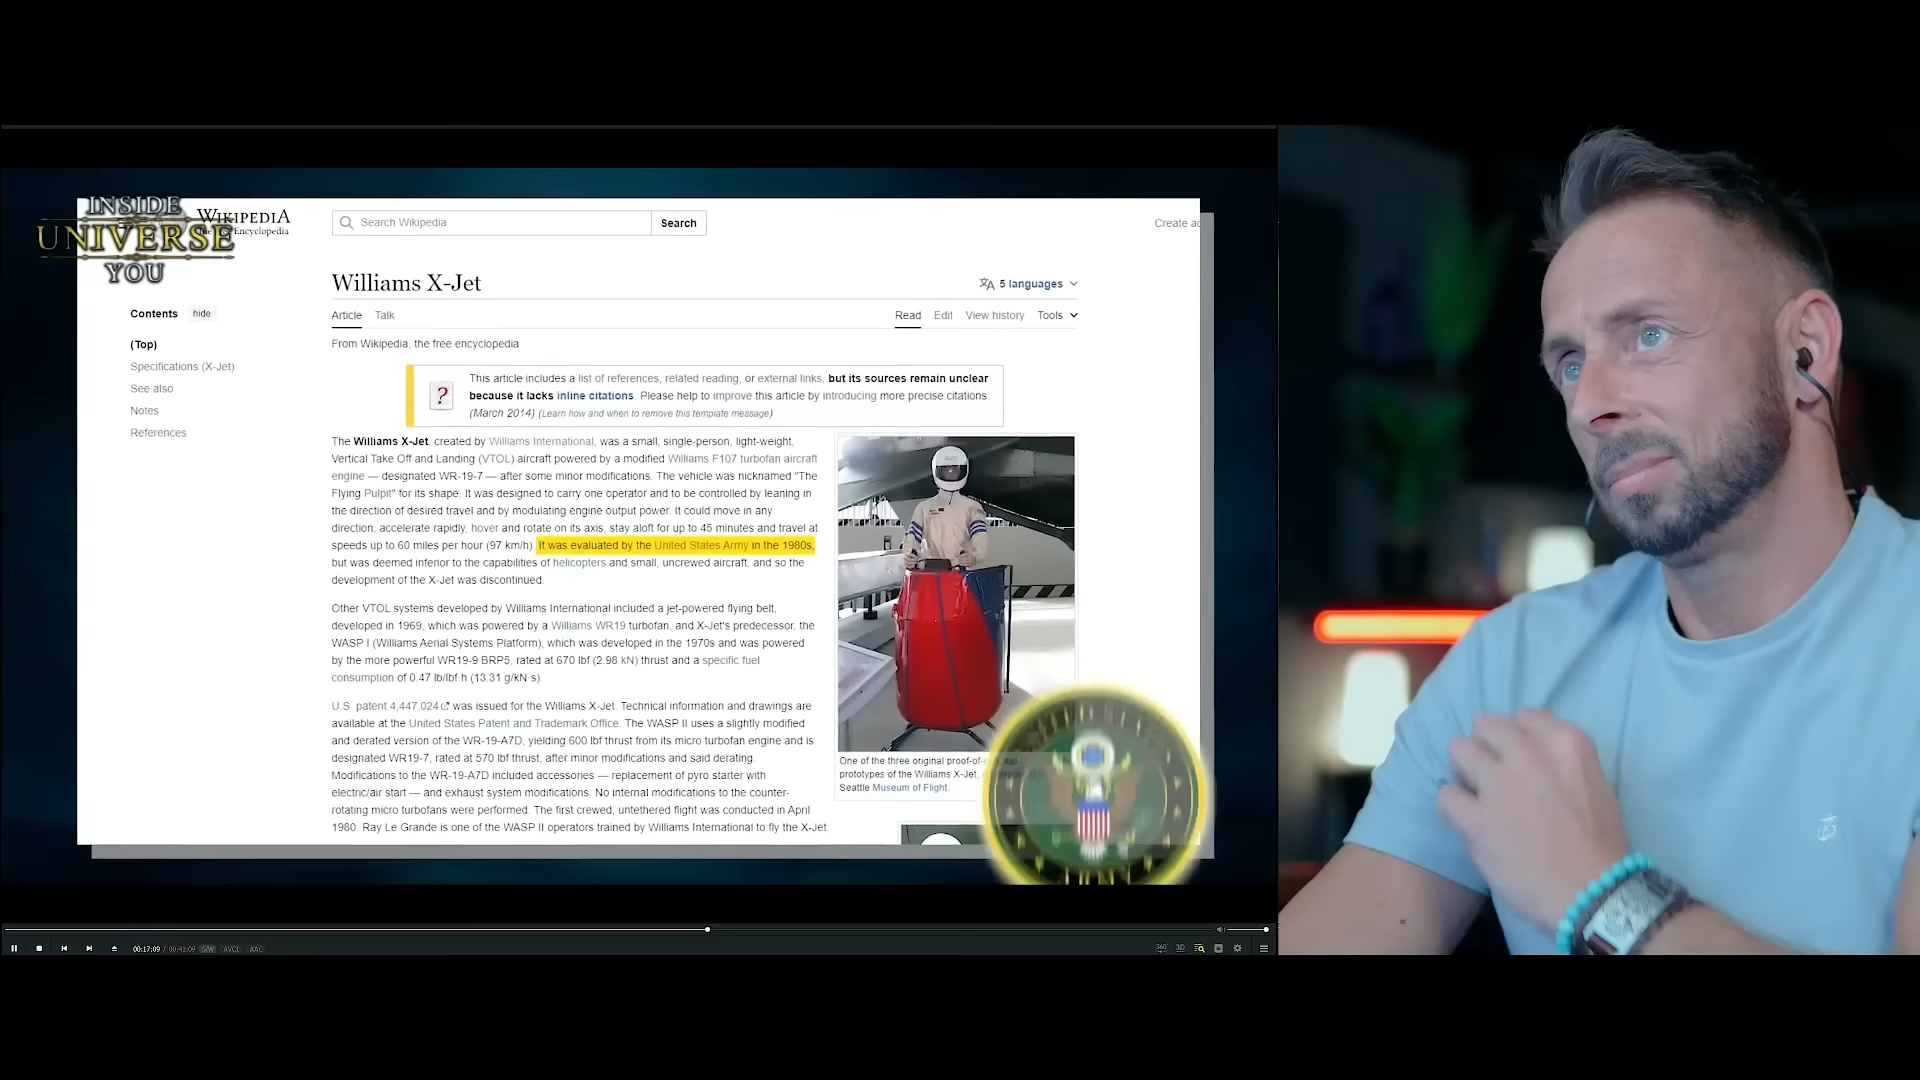 INSIDE
UNIVERSE
YOU
WIKIPEDIA
The Free Encyclopedia
Search Wikipedia
Search
Create ac
Williams X-Jet
5 languages
Contents
hide
Article
Talk
Read
Edit
View history
Tools
(Top)
Specifications (X-Jet)
See also
Notes
References
From Wikipedia, the free encyclopedia
This article includes a list of references, related reading, or external links, but its sources remain unclear
because it lacks inline citations. Please help to improve this article by introducing more precise citations.
(March 2014) (Learn how and when to remove this template message)
The Williams X-Jet, created by Williams International, was a small, single-person, light-weight,
Vertical Take Off and Landing (VTOL) aircraft powered by a modified Williams F107 turbofan aircraft
engine — designated WR-19-7 — after some minor modifications. The vehicle was nicknamed "The
Flying Pulpit" for its shape. It was designed to carry one operator and to be controlled by leaning in
the direction of desired travel and by modulating engine output power. It could move in any
direction, accelerate rapidly, hover and rotate on its axis, stay aloft for up to 45 minutes and travel at
speeds up to 60 miles per hour (97 km/h). It was evaluated by the United States Army in the 1980s,
but was deemed inferior to the capabilities of helicopters and small, uncrewed aircraft, and so the
development of the X-Jet was discontinued.
Other VTOL systems developed by Williams International included a jet-powered flying belt,
developed in 1969, which was powered by a Williams WR19 turbofan, and X-Jet's predecessor, the
WASP I (Williams Aerial Systems Platform), which was developed in the 1970s and was powered
by the more powerful WR19-9 BRP5, rated at 670 lbf (2.98 kN) thrust and a specific fuel
consumption of 0.47 lb/lbf·h (13.31 g/kN·s).
U.S. patent 4,447,024 was issued for the Williams X-Jet. Technical information and drawings are
available at the United States Patent and Trademark Office. The WASP II uses a slightly modified
and derated version of the WR-19-A7D, yielding 600 lbf thrust from its micro turbofan engine and is
designated WR19-7, rated at 570 lbf thrust, after minor modifications and said derating.
Modifications to the WR-19-A7D included accessories — replacement of pyro starter with
electric/air start — and exhaust system modifications. No internal modifications to the counter-
rotating micro turbofans were performed. The first crewed, untethered flight was conducted in April
1980. Ray Le Grande is one of the WASP II operators trained by Williams International to fly the X-Jet.
One of the three original proof-of-
prototypes of the Williams X-Jet,
Seattle Museum of Flight.
00:17:09 / 00:41:09 S/W AVC1 AAC
360°
3D